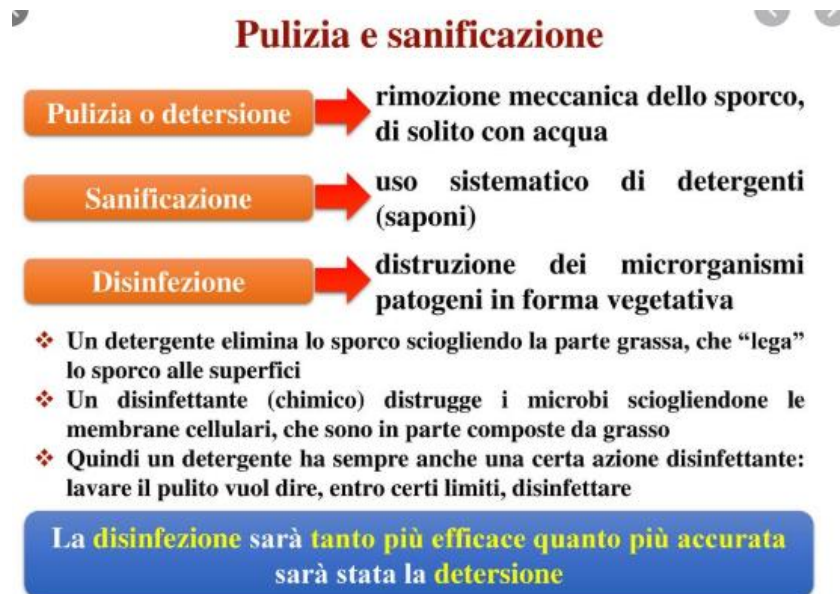 Pulizia e sanificazione
Pulizia o detersione
rimozione meccanica dello sporco,
di solito con acqua
Sanificazione
uso sistematico di detergenti
(saponi)
Disinfezione
distruzione dei microrganismi
patogeni in forma vegetativa
❖ Un detergente elimina lo sporco sciogliendo la parte grassa, che “lega”
lo sporco alle superfici
❖ Un disinfettante (chimico) distrugge i microbi sciogliendone le
membrane cellulari, che sono in parte composte da grasso
❖ Quindi un detergente ha sempre anche una certa azione disinfettante:
lavare il pulito vuol dire, entro certi limiti, disinfettare
La disinfezione sarà tanto più efficace quanto più accurata
sarà stata la detersione